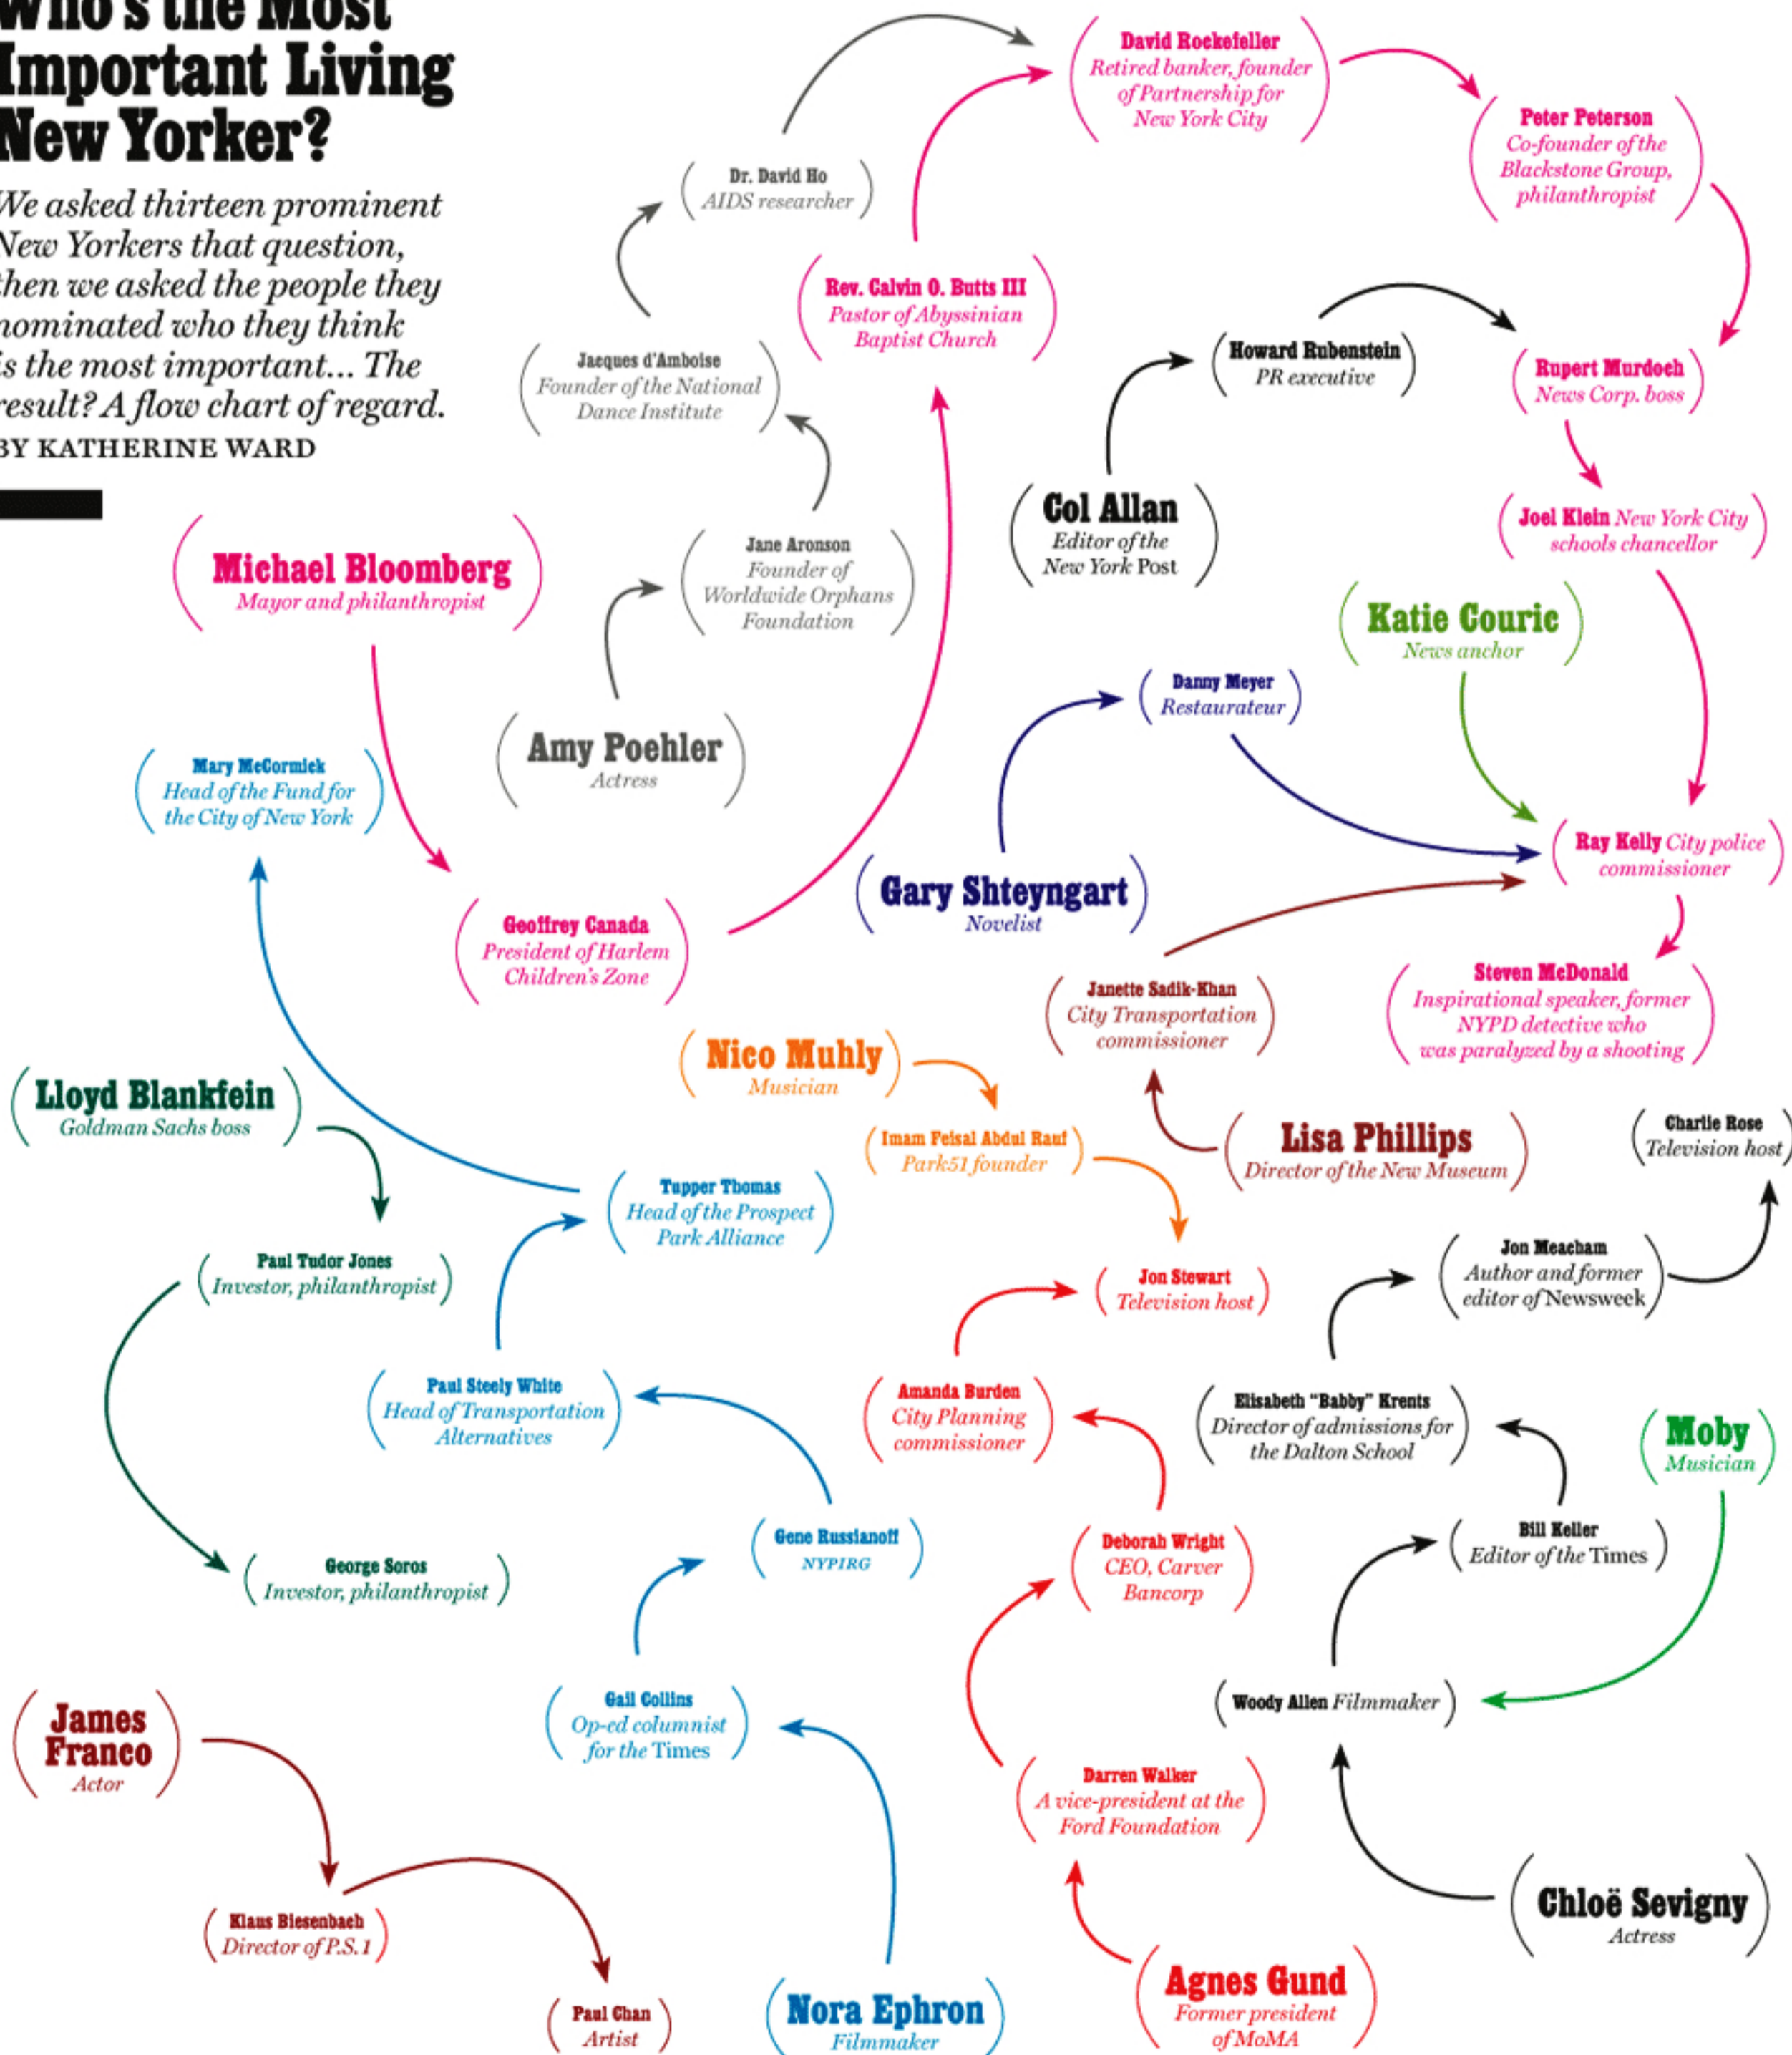 Who's the Most
Important Living
New Yorker?
We asked thirteen prominent
New Yorkers that question,
then we asked the people they
nominated who they think
is the most important... The
result? A flow chart of regard.
BY KATHERINE WARD
David Rockefeller
Retired banker, founder
of Partnership for
New York City
Peter Peterson
Co-founder of the
Blackstone Group,
philanthropist
Dr. David Ho
AIDS researcher
Rev. Calvin O. Butts III
Pastor of Abyssinian
Baptist Church
Howard Rubenstein
PR executive
Rupert Murdoch
News Corp. boss
Jacques d'Amboise
Founder of the National
Dance Institute
Col Allan
Editor of the
New York Post
Joel Klein New York City
schools chancellor
Michael Bloomberg
Mayor and philanthropist
Jane Aronson
Founder of
Worldwide Orphans
Foundation
Katie Couric
News anchor
Danny Meyer
Restaurateur
Amy Poehler
Actress
Mary McCormick
Head of the Fund for
the City of New York
Ray Kelly City police
commissioner
Gary Shteyngart
Novelist
Geoffrey Canada
President of Harlem
Children's Zone
Janette Sadik-Khan
City Transportation
commissioner
Steven McDonald
Inspirational speaker, former
NYPD detective who
was paralyzed by a shooting
Nico Muhly
Musician
Lloyd Blankfein
Goldman Sachs boss
Imam Feisal Abdul Rauf
Park51 founder
Lisa Phillips
Director of the New Museum
Charlie Rose
Television host
Tupper Thomas
Head of the Prospect
Park Alliance
Paul Tudor Jones
Investor, philanthropist
Jon Stewart
Television host
Jon Meacham
Author and former
editor of Newsweek
Paul Steely White
Head of Transportation
Alternatives
Amanda Burden
City Planning
commissioner
Elisabeth "Babby" Krents
Director of admissions for
the Dalton School
Moby
Musician
George Soros
Investor, philanthropist
Gene Russianoff
NYPIRG
Deborah Wright
CEO, Carver
Bancorp
Bill Keller
Editor of the Times
Gail Collins
Op-ed columnist
for the Times
Woody Allen Filmmaker
James
Franco
Actor
Darren Walker
A vice-president at the
Ford Foundation
Klaus Biesenbach
Director of P.S.1
Chloë Sevigny
Actress
Paul Chan
Artist
Nora Ephron
Filmmaker
Agnes Gund
Former president
of MoMA